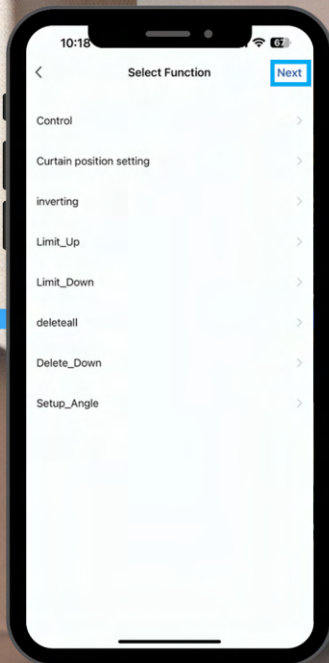 10:18
67
Select Function
Next
Control
Curtain position setting
inverting
Limit_Up
Limit_Down
deleteall
Delete_Down
Setup_Angle